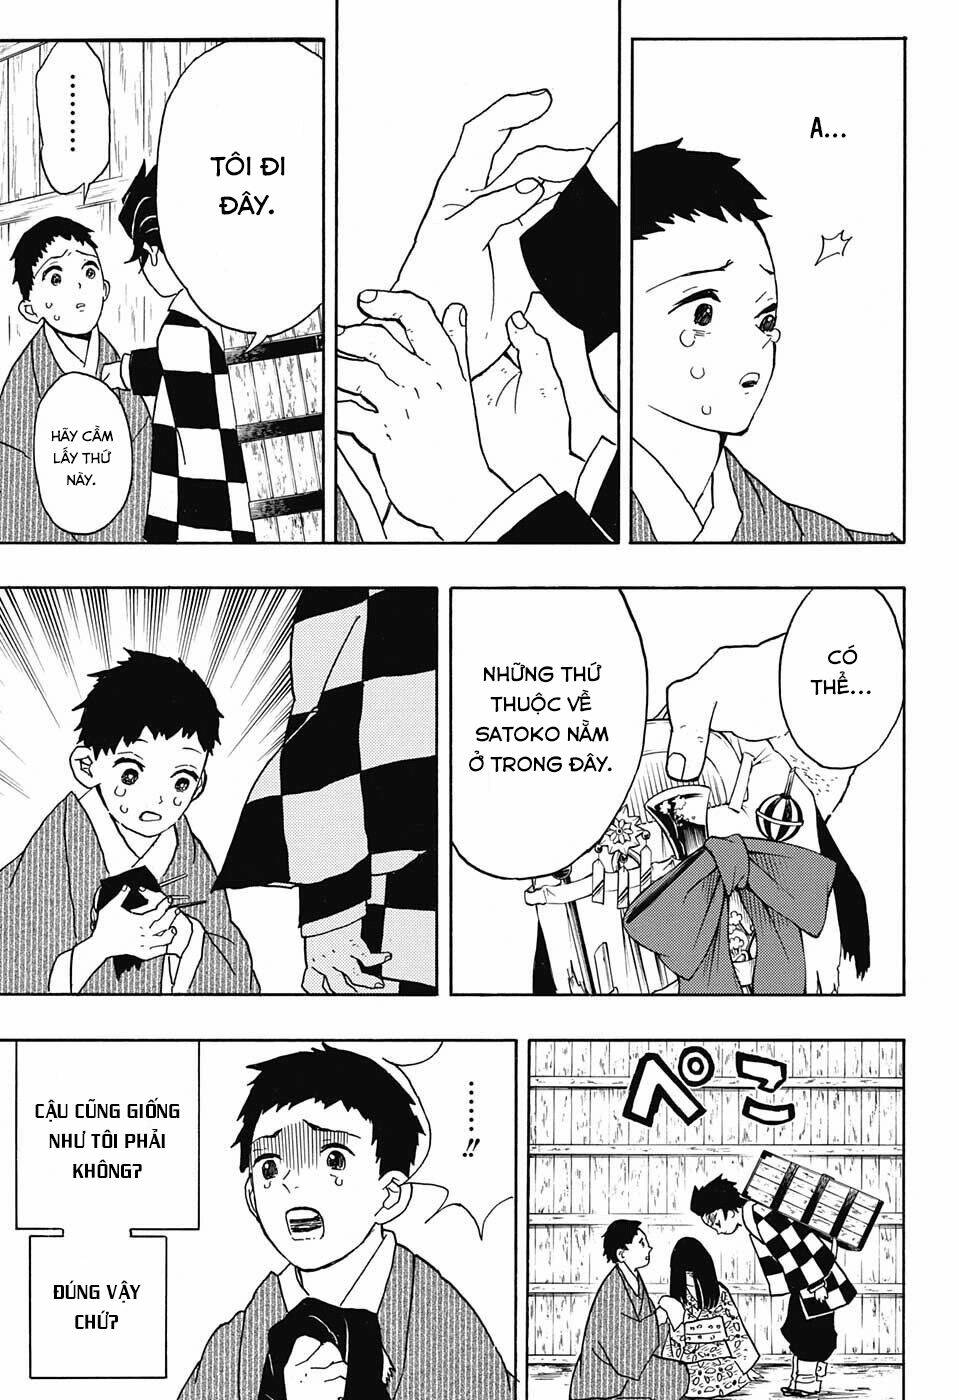 A...
TÔI ĐI
ĐÂY.
.........
HÃY CẦM
LẤY THỨ
NÀY.
CÓ
THỂ...
NHỮNG THỨ
THUỘC VỀ
SATOKO NẰM
Ở TRONG ĐÂY.
ぺこ
......!!
CẬU CŨNG GIỐNG
NHƯ TÔI PHẢI
KHÔNG?
ĐÚNG VẬY
CHỨ?